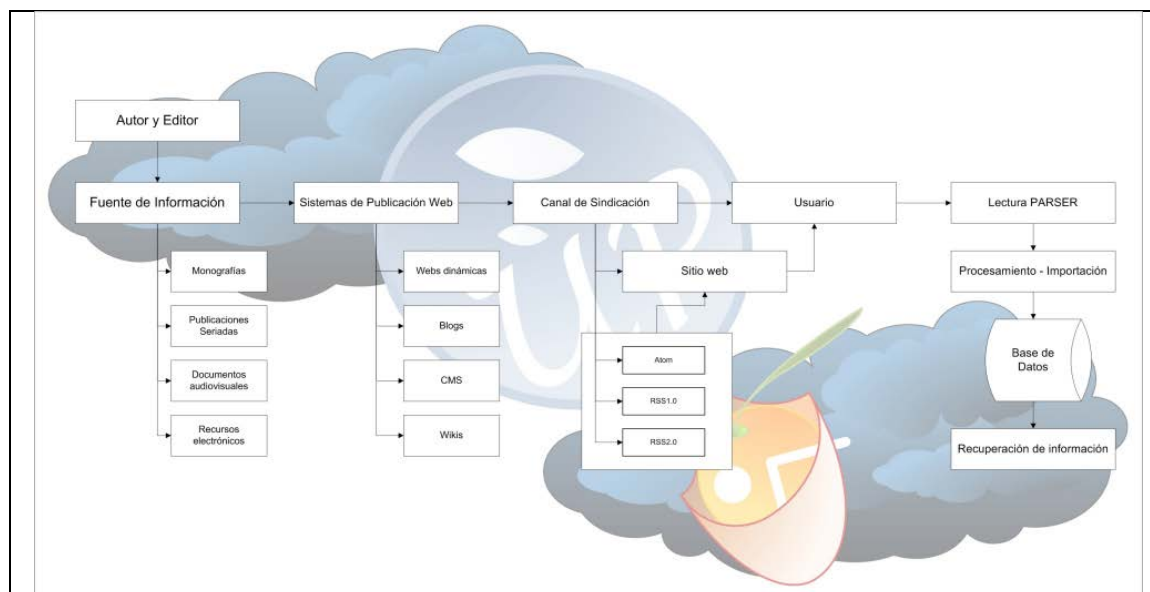 Autor y Editor
Fuente de Información
Sistemas de Publicación Web
Canal de Sindicación
Usuario
Lectura PARSER
Monografías
Publicaciones
Seriadas
Documentos
audiovisuales
Recursos
electrónicos
Webs dinámicas
Blogs
CMS
Wikis
Sitio web
Atom
RSS1.0
RSS2.0
Procesamiento - Importación
Base de
Datos
Recuperación de información